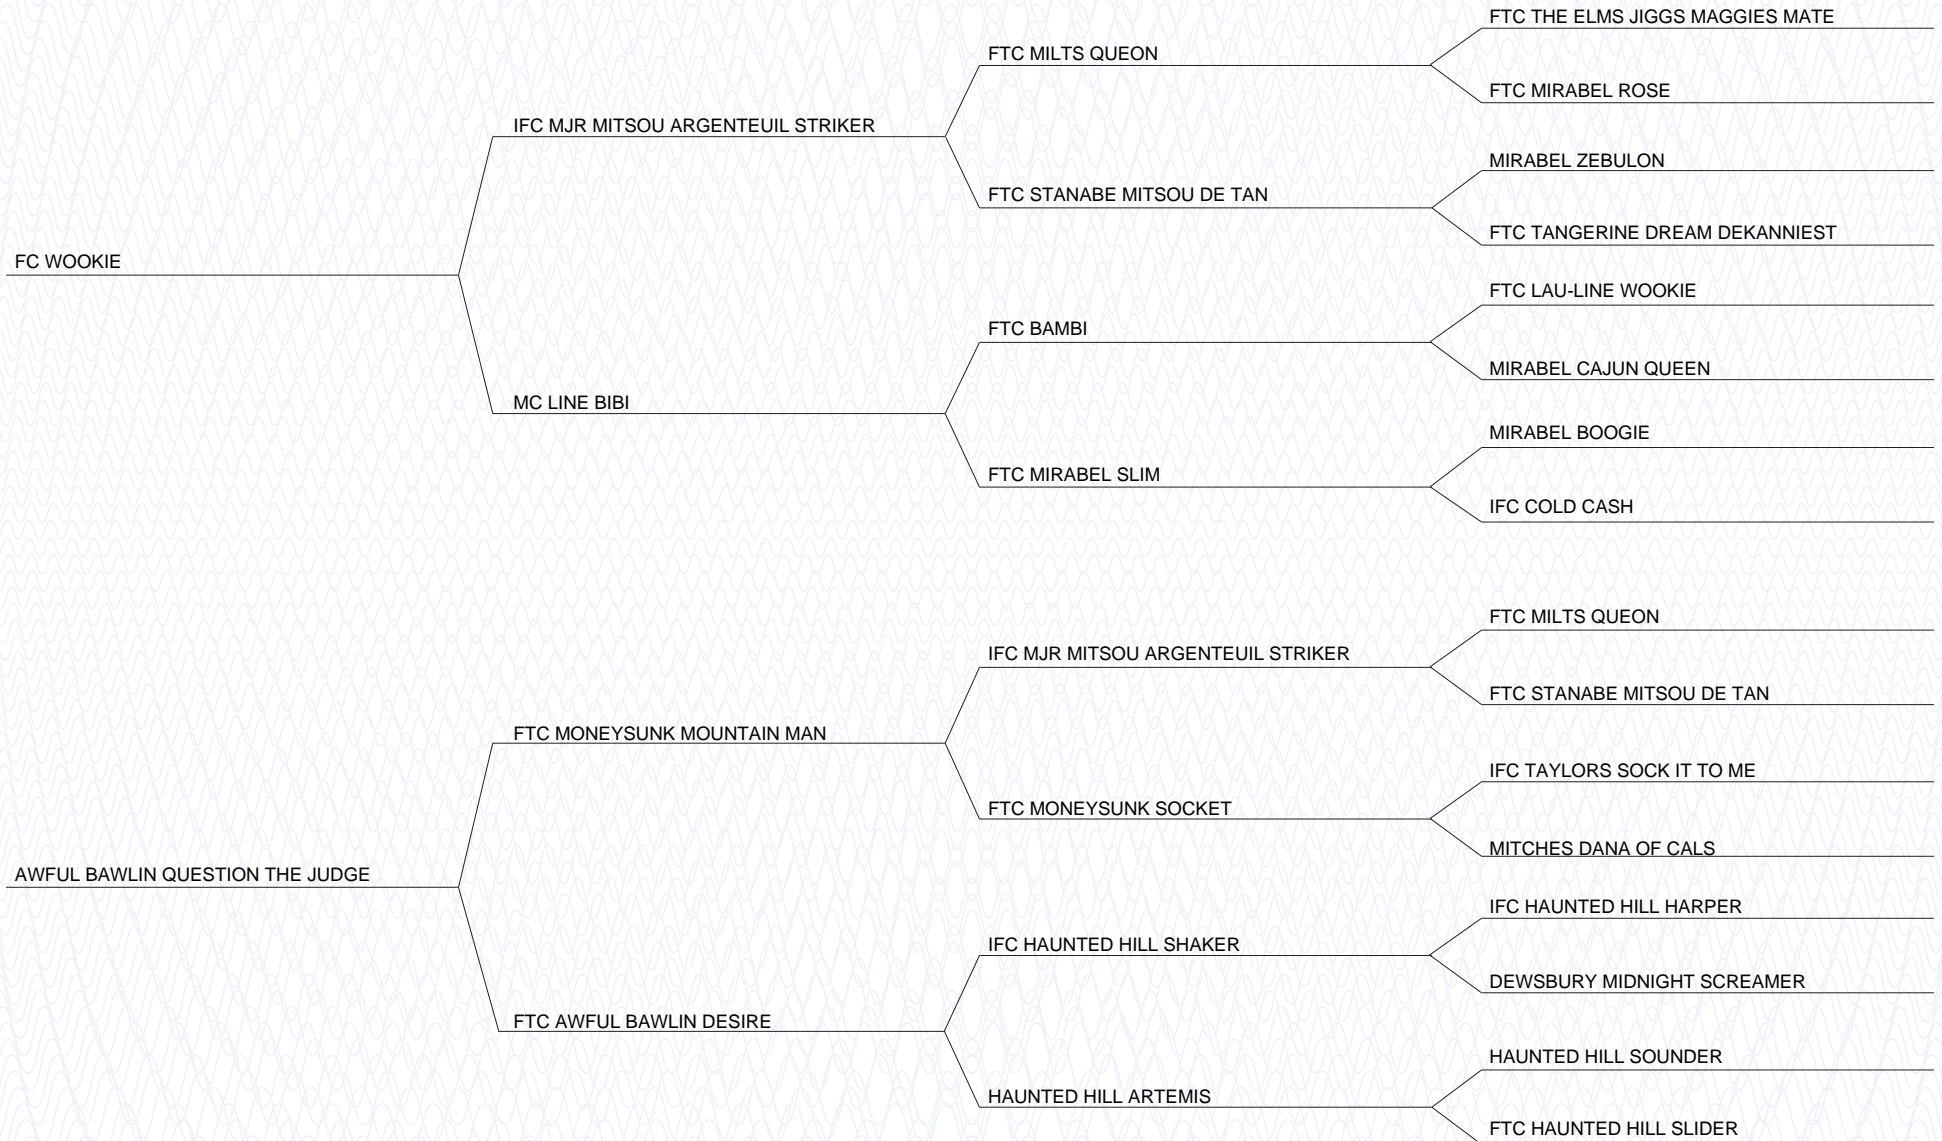 FTC THE ELMS JIGGS MAGGIES MATE
FTC MILTS QUEON
FTC MIRABEL ROSE
IFC MJR MITSOU ARGENTEUIL STRIKER
MIRABEL ZEBULON
FTC STANABE MITSOU DE TAN
FTC TANGERINE DREAM DEKANNIEST
FC WOOKIE
FTC LAU-LINE WOOKIE
FTC BAMBI
MIRABEL CAJUN QUEEN
MC LINE BIBI
MIRABEL BOOGIE
FTC MIRABEL SLIM
IFC COLD CASH
FTC MILTS QUEON
IFC MJR MITSOU ARGENTEUIL STRIKER
FTC STANABE MITSOU DE TAN
FTC MONEYSUNK MOUNTAIN MAN
IFC TAYLORS SOCK IT TO ME
FTC MONEYSUNK SOCKET
MITCHES DANA OF CALS
AWFUL BAWLIN QUESTION THE JUDGE
IFC HAUNTED HILL HARPER
IFC HAUNTED HILL SHAKER
DEWSBURY MIDNIGHT SCREAMER
FTC AWFUL BAWLIN DESIRE
HAUNTED HILL SOUNDER
HAUNTED HILL ARTEMIS
FTC HAUNTED HILL SLIDER